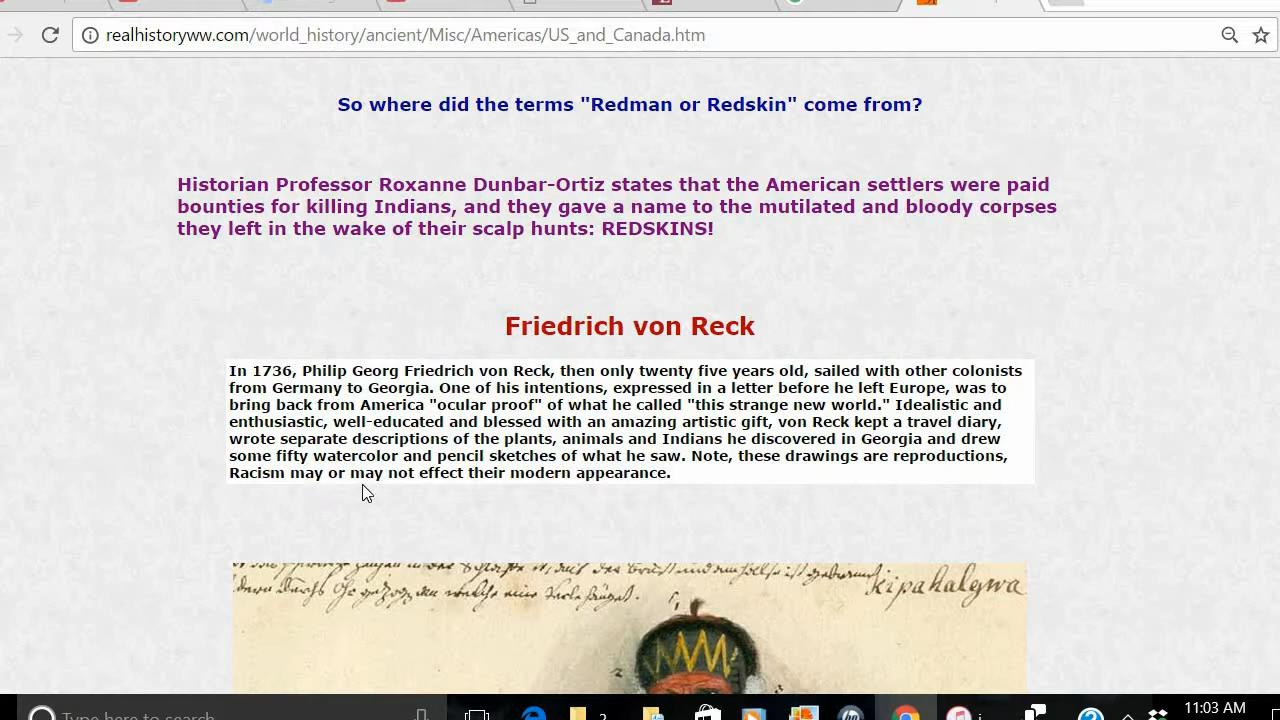 realhistoryww.com/world_history/ancient/Misc/Americas/US_and_Canada.htm
So where did the terms "Redman or Redskin" come from?
Historian Professor Roxanne Dunbar-Ortiz states that the American settlers were paid
bounties for killing Indians, and they gave a name to the mutilated and bloody corpses
they left in the wake of their scalp hunts: REDSKINS!
Friedrich von Reck
In 1736, Philip Georg Friedrich von Reck, then only twenty five years old, sailed with other colonists
from Germany to Georgia. One of his intentions, expressed in a letter before he left Europe, was to
bring back from America "ocular proof" of what he called "this strange new world." Idealistic and
enthusiastic, well-educated and blessed with an amazing artistic gift, von Reck kept a travel diary,
wrote separate descriptions of the plants, animals and Indians he discovered in Georgia and drew
some fifty watercolor and pencil sketches of what he saw. Note, these drawings are reproductions,
Racism may or may not effect their modern appearance.
kipahalgwa
Type here to search
11:03 AM